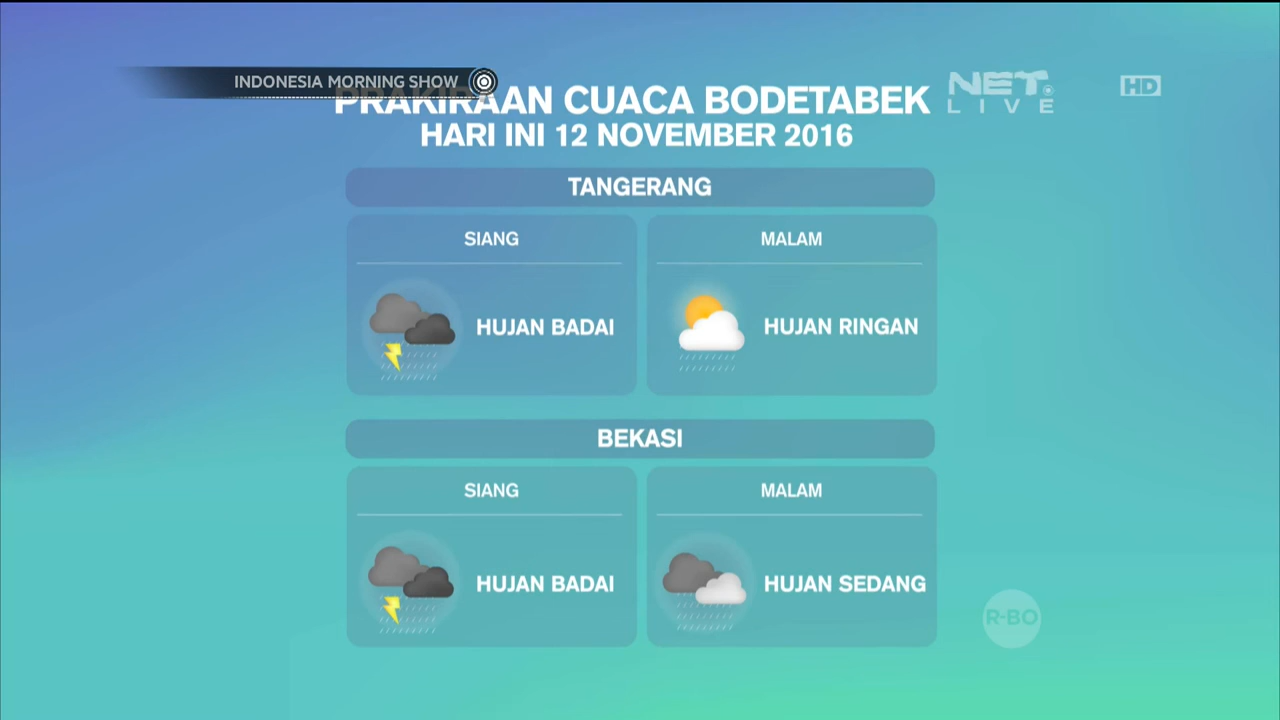 INDONESIA MORNING SHOW
NET.
LIVE
HD
PRAKIRAAN CUACA BODETABEK
HARI INI 12 NOVEMBER 2016
TANGERANG
SIANG
MALAM
HUJAN BADAI
HUJAN RINGAN
BEKASI
SIANG
MALAM
HUJAN BADAI
HUJAN SEDANG
R-BO